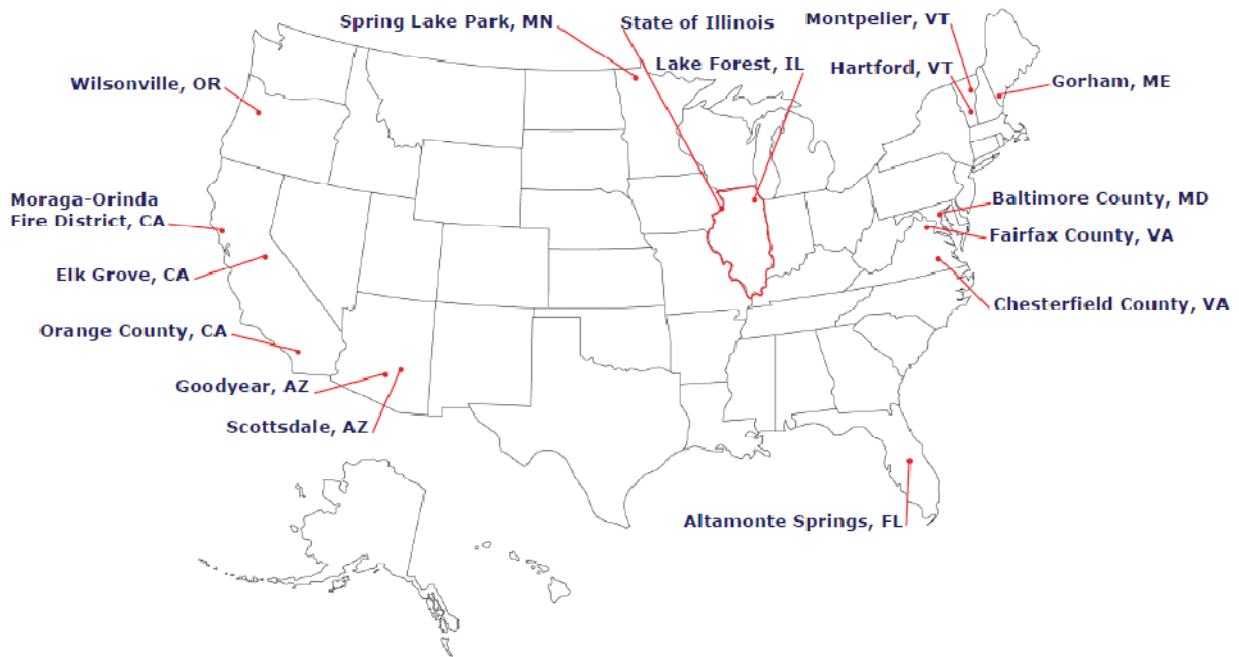 Spring Lake Park, MN
State of Illinois
Montpelier, VT
Lake Forest, IL
Hartford, VT
Wilsonville, OR
Gorham, ME
Moraga-Orinda
Fire District, CA
Baltimore County, MD
Fairfax County, VA
Elk Grove, CA
Chesterfield County, VA
Orange County, CA
Goodyear, AZ
Scottsdale, AZ
Altamonte Springs, FL